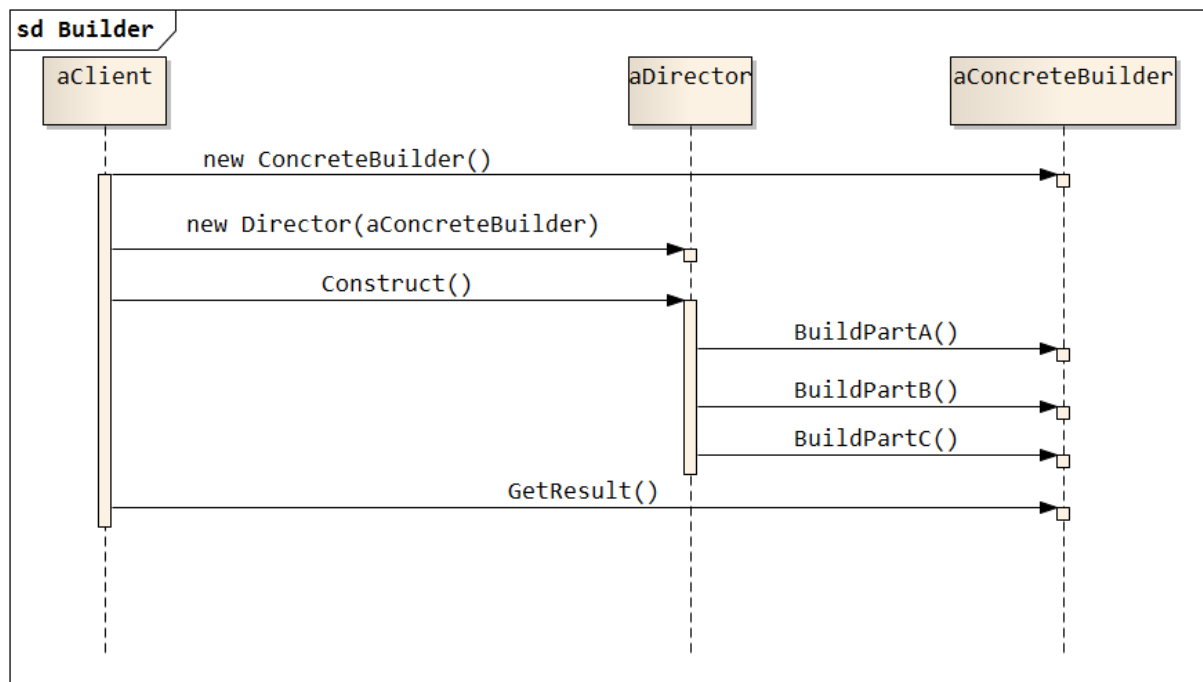 sd Builder
aClient
aDirector
aConcreteBuilder
new ConcreteBuilder()
new Director(aConcreteBuilder)
Construct()
BuildPartA()
BuildPartB()
BuildPartC()
GetResult()